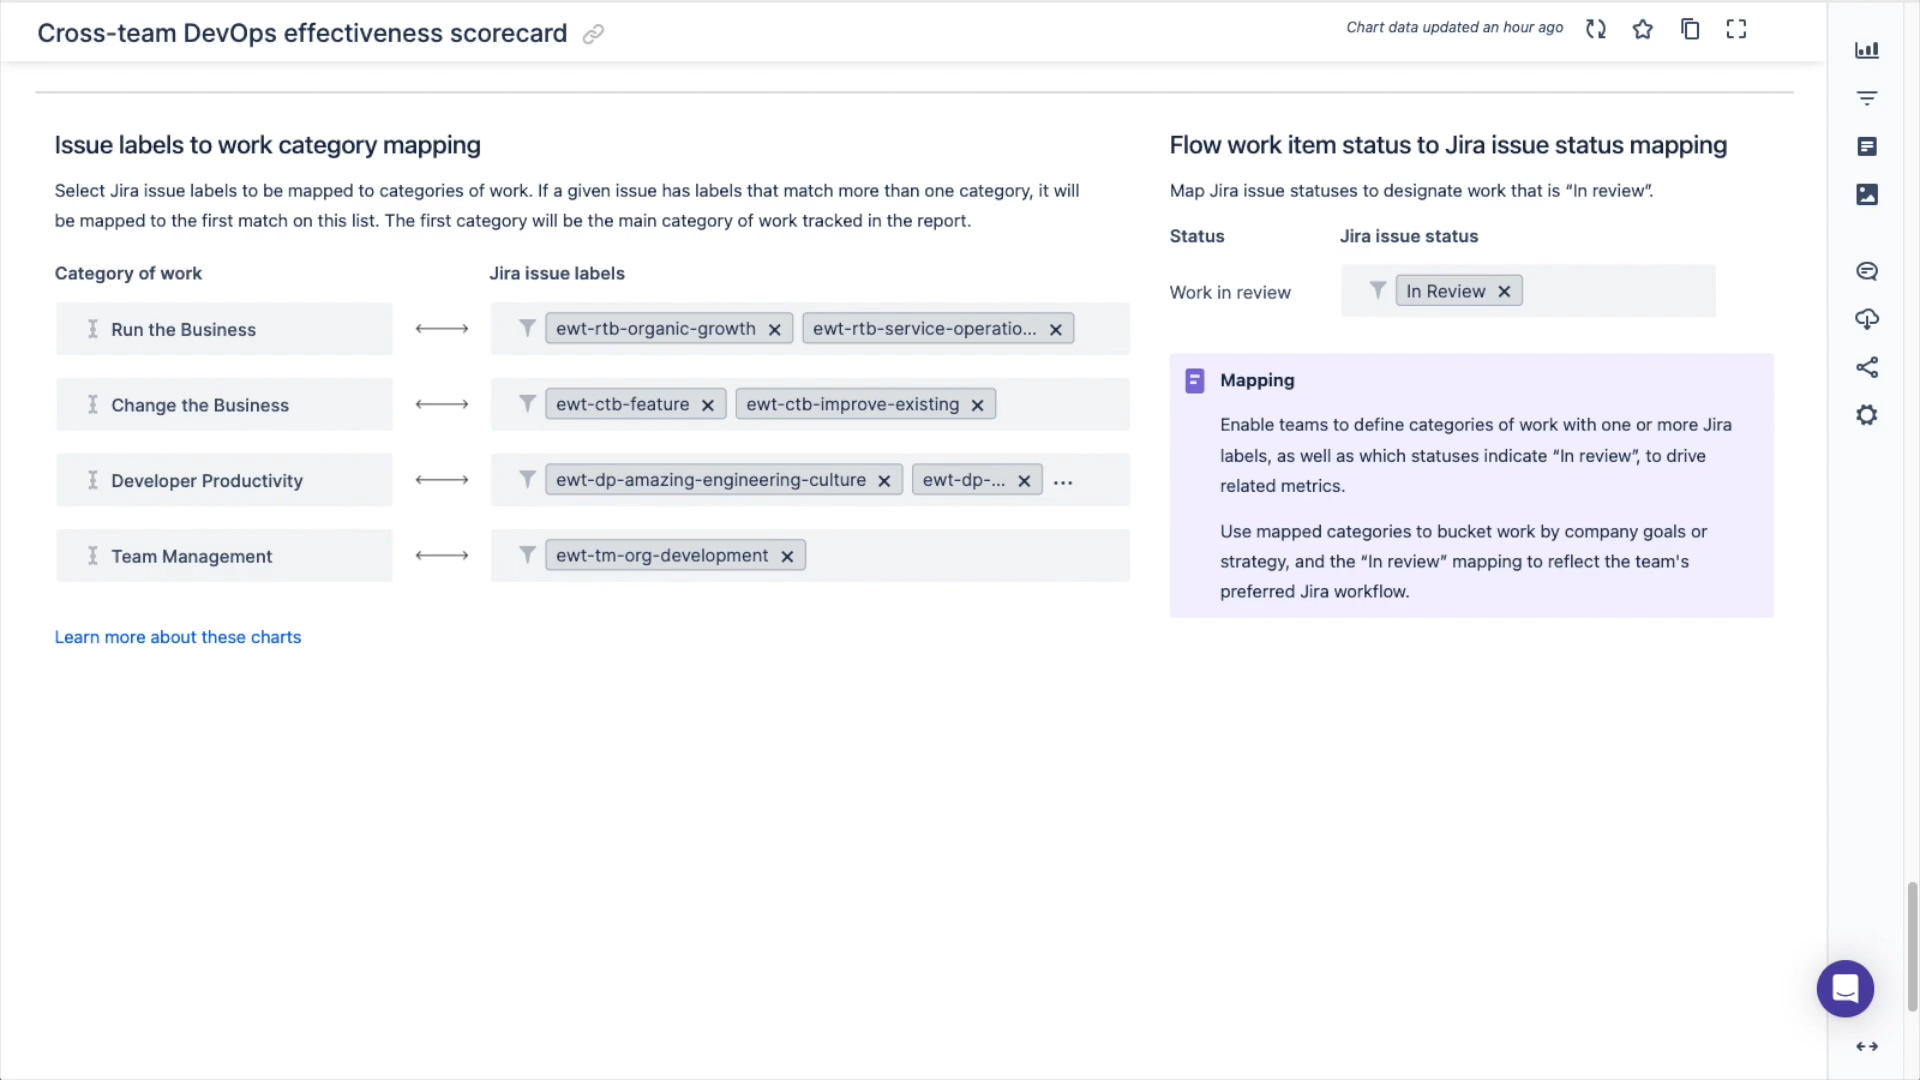 Cross-team DevOps effectiveness scorecard
Chart data updated an hour ago
Issue labels to work category mapping
Select Jira issue labels to be mapped to categories of work. If a given issue has labels that match more than one category, it will
be mapped to the first match on this list. The first category will be the main category of work tracked in the report.
Category of work
Jira issue labels
Run the Business
ewt-rtb-organic-growth
ewt-rtb-service-operatio...
Change the Business
ewt-ctb-feature
ewt-ctb-improve-existing
Developer Productivity
ewt-dp-amazing-engineering-culture
ewt-dp-...
...
Team Management
ewt-tm-org-development
Learn more about these charts
Flow work item status to Jira issue status mapping
Map Jira issue statuses to designate work that is “In review”.
Status
Jira issue status
Work in review
In Review
Mapping
Enable teams to define categories of work with one or more Jira
labels, as well as which statuses indicate “In review”, to drive
related metrics.
Use mapped categories to bucket work by company goals or
strategy, and the “In review” mapping to reflect the team's
preferred Jira workflow.